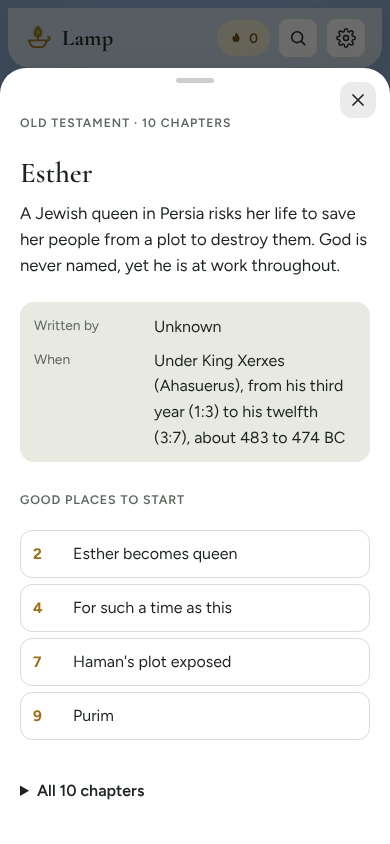 Lamp
0
OLD TESTAMENT · 10 CHAPTERS
Esther
A Jewish queen in Persia risks her life to save
her people from a plot to destroy them. God is
never named, yet he is at work throughout.
Written by Unknown
When Under King Xerxes
(Ahasuerus), from his third
year (1:3) to his twelfth
(3:7), about 483 to 474 BC
GOOD PLACES TO START
2 Esther becomes queen
4 For such a time as this
7 Haman's plot exposed
9 Purim
All 10 chapters